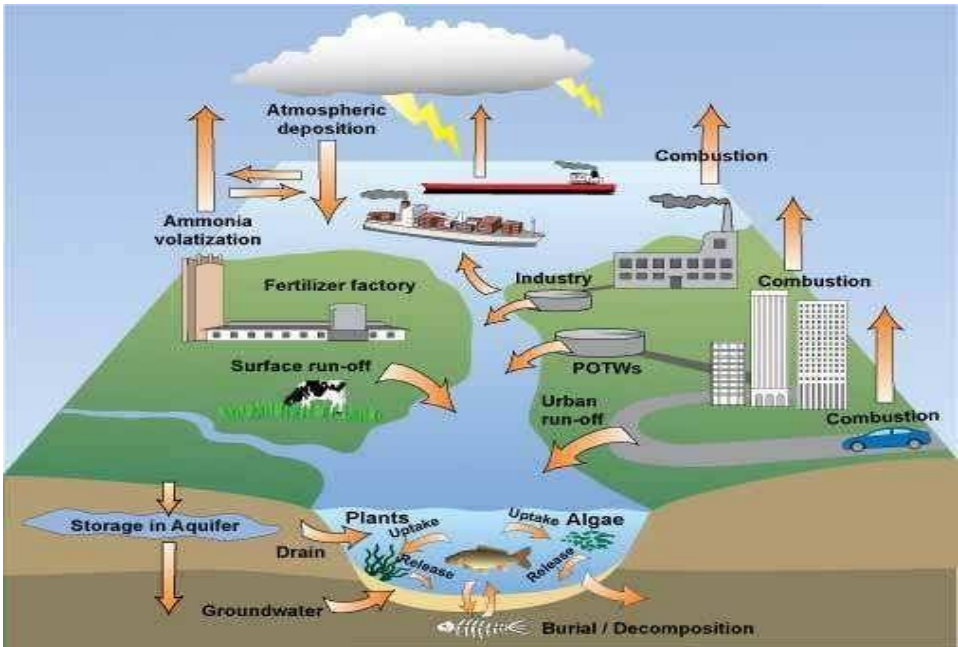 Atmospheric
deposition
Combustion
Ammonia
volatization
Fertilizer factory
Industry
Combustion
Surface run-off
POTWs
Urban
run-off
Combustion
Storage in Aquifer
Plants
Uptake
Uptake
Algae
Drain
Release
Release
Groundwater
Burial / Decomposition